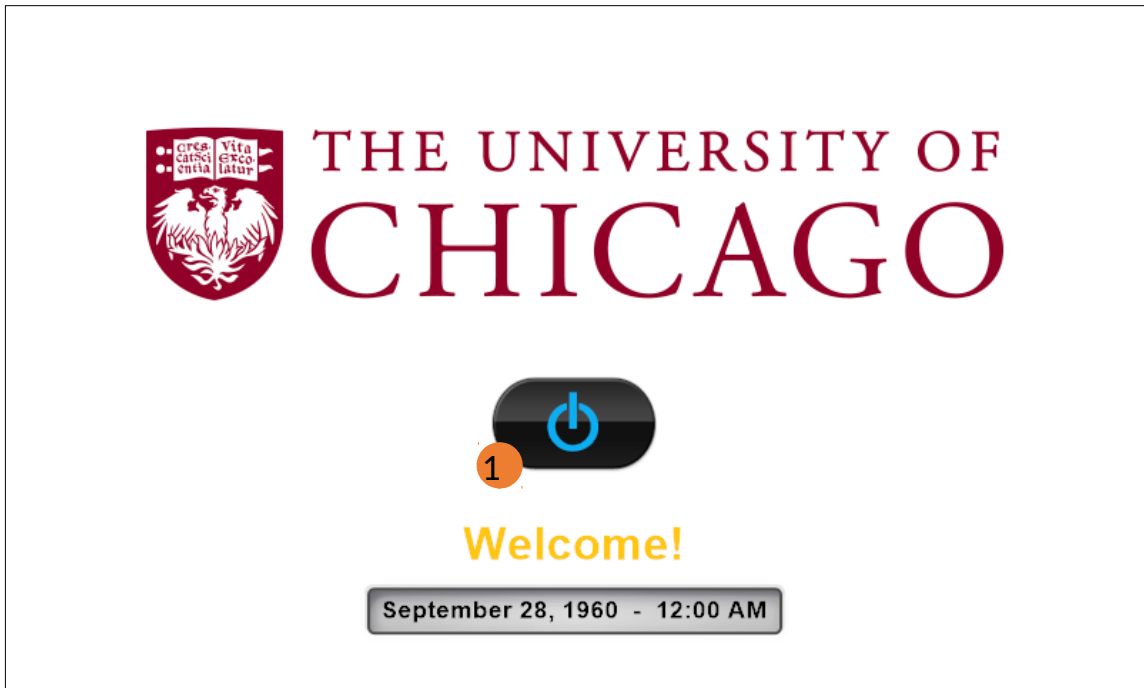 THE UNIVERSITY OF
CHICAGO
Cres. Vita
catSci Exco-
entia latur
1
Welcome!
September 28, 1960 - 12:00 AM